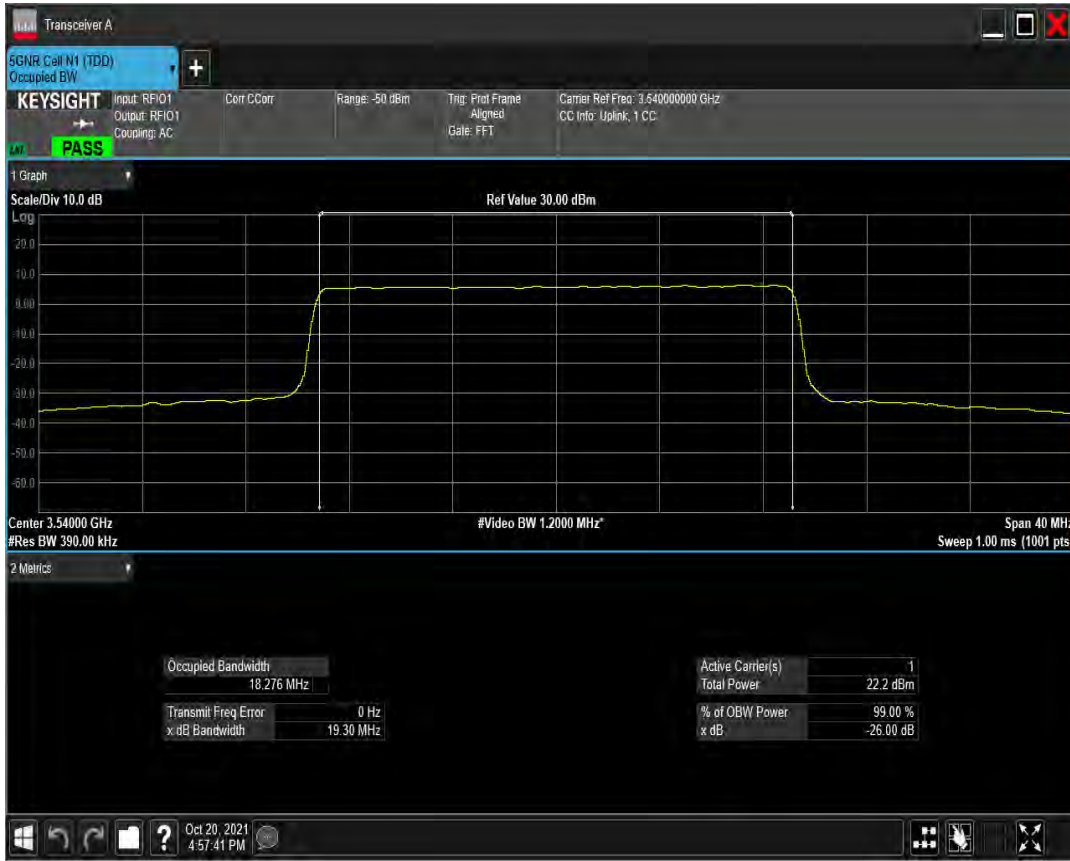 Transceiver A
5GNR Cell N1 (TDD)
Occupied BW
+
KEYSIGHT
Input: RFIO1
Output: RFIO1
Coupling: AC
Corr CCorr
Range: -50 dBm
Trig: Prot Frame
Aligned
Gate: FFT
Carrier Ref Freq: 3.540000000 GHz
CC Info: Uplink, 1 CC
PASS
1 Graph
Scale/Div 10.0 dB
Ref Value 30.00 dBm
Log
20.0
10.0
0.00
-10.0
-20.0
-30.0
-40.0
-50.0
-60.0
Center 3.54000 GHz
#Video BW 1.2000 MHz*
Span 40 MHz
#Res BW 390.00 kHz
Sweep 1.00 ms (1001 pts
2 Metrics
Occupied Bandwidth
18.276 MHz
Transmit Freq Error 0 Hz
x dB Bandwidth 19.30 MHz
Active Carrier(s) 1
Total Power 22.2 dBm
% of OBW Power 99.00 %
x dB -26.00 dB
?
Oct 20, 2021
4:57:41 PM